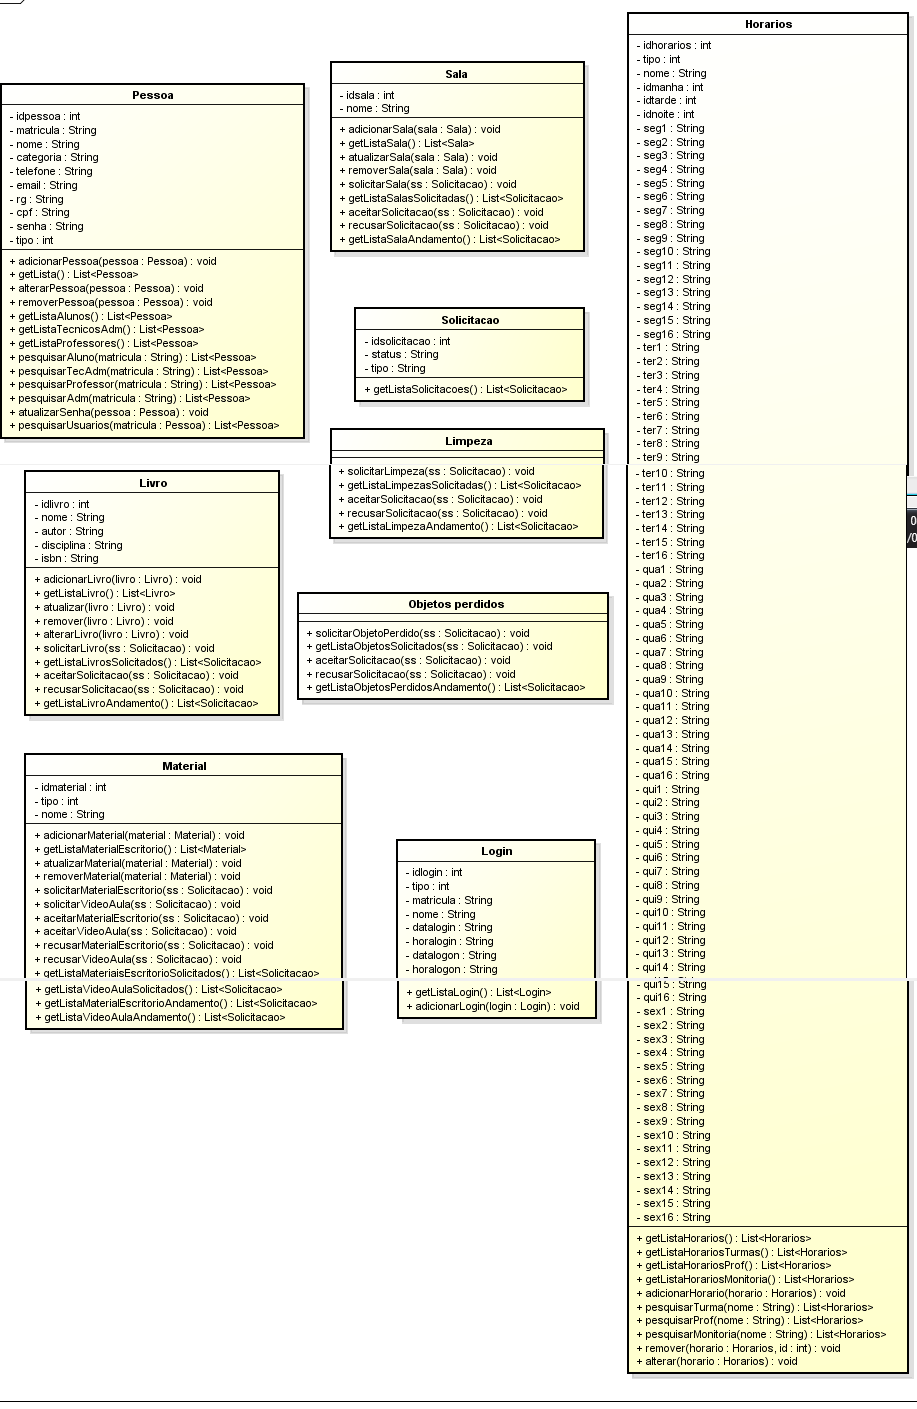 Pessoa
- idpessoa : int
- matricula : String
- nome : String
- categoria : String
- telefone : String
- email : String
- rg : String
- cpf : String
- senha : String
- tipo : int
+ adicionarPessoa(pessoa : Pessoa) : void
+ getLista() : List<Pessoa>
+ alterarPessoa(pessoa : Pessoa) : void
+ removerPessoa(pessoa : Pessoa) : void
+ getListaAlunos() : List<Pessoa>
+ getListaTecnicosAdm() : List<Pessoa>
+ getListaProfessores() : List<Pessoa>
+ pesquisarAluno(matricula : String) : List<Pessoa>
+ pesquisarTecAdm(matricula : String) : List<Pessoa>
+ pesquisarProfessor(matricula : String) : List<Pessoa>
+ pesquisarAdm(matricula : String) : List<Pessoa>
+ atualizarSenha(pessoa : Pessoa) : void
+ pesquisarUsuarios(matricula : Pessoa) : List<Pessoa>
Sala
- idsala : int
- nome : String
+ adicionarSala(sala : Sala) : void
+ getListaSala() : List<Sala>
+ atualizarSala(sala : Sala) : void
+ removerSala(sala : Sala) : void
+ solicitarSala(ss : Solicitacao) : void
+ getListaSalasSolicitadas() : List<Solicitacao>
+ aceitarSolicitacao(ss : Solicitacao) : void
+ recusarSolicitacao(ss : Solicitacao) : void
+ getListaSalaAndamento() : List<Solicitacao>
Solicitacao
- idsolicitacao : int
- status : String
- tipo : String
+ getListaSolicitacoes() : List<Solicitacao>
Limpeza
+ solicitarLimpeza(ss : Solicitacao) : void
+ getListaLimpezasSolicitadas() : List<Solicitacao>
+ aceitarSolicitacao(ss : Solicitacao) : void
+ recusarSolicitacao(ss : Solicitacao) : void
+ getListaLimpezaAndamento() : List<Solicitacao>
Livro
- idlivro : int
- nome : String
- autor : String
- disciplina : String
- isbn : String
+ adicionarLivro(livro : Livro) : void
+ getListaLivro() : List<Livro>
+ atualizar(livro : Livro) : void
+ remover(livro : Livro) : void
+ alterarLivro(livro : Livro) : void
+ solicitarLivro(ss : Solicitacao) : void
+ getListaLivrosSolicitados() : List<Solicitacao>
+ aceitarSolicitacao(ss : Solicitacao) : void
+ recusarSolicitacao(ss : Solicitacao) : void
+ getListaLivroAndamento() : List<Solicitacao>
Objetos perdidos
+ solicitarObjetoPerdido(ss : Solicitacao) : void
+ getListaObjetosSolicitados(ss : Solicitacao) : void
+ aceitarSolicitacao(ss : Solicitacao) : void
+ recusarSolicitacao(ss : Solicitacao) : void
+ getListaObjetosPerdidosAndamento() : List<Solicitacao>
Material
- idmaterial : int
- tipo : int
- nome : String
+ adicionarMaterial(material : Material) : void
+ getListaMaterialEscritorio() : List<Material>
+ atualizarMaterial(material : Material) : void
+ removerMaterial(material : Material) : void
+ solicitarMaterialEscritorio(ss : Solicitacao) : void
+ solicitarVideoAula(ss : Solicitacao) : void
+ aceitarMaterialEscritorio(ss : Solicitacao) : void
+ aceitarVideoAula(ss : Solicitacao) : void
+ recusarMaterialEscritorio(ss : Solicitacao) : void
+ recusarVideoAula(ss : Solicitacao) : void
+ getListaMateriaisEscritorioSolicitados() : List<Solicitacao>
+ getListaVideoAulaSolicitados() : List<Solicitacao>
+ getListaMaterialEscritorioAndamento() : List<Solicitacao>
+ getListaVideoAulaAndamento() : List<Solicitacao>
Login
- idlogin : int
- tipo : int
- matricula : String
- nome : String
- datalogin : String
- horalogin : String
- datalogon : String
- horalogon : String
+ getListaLogin() : List<Login>
+ adicionarLogin(login : Login) : void
Horarios
- idhorarios : int
- tipo : int
- nome : String
- idmanha : int
- idtarde : int
- idnoite : int
- seg1 : String
- seg2 : String
- seg3 : String
- seg4 : String
- seg5 : String
- seg6 : String
- seg7 : String
- seg8 : String
- seg9 : String
- seg10 : String
- seg11 : String
- seg12 : String
- seg13 : String
- seg14 : String
- seg15 : String
- seg16 : String
- ter1 : String
- ter2 : String
- ter3 : String
- ter4 : String
- ter5 : String
- ter6 : String
- ter7 : String
- ter8 : String
- ter9 : String
- ter10 : String
- ter11 : String
- ter12 : String
- ter13 : String
- ter14 : String
- ter15 : String
- ter16 : String
- qua1 : String
- qua2 : String
- qua3 : String
- qua4 : String
- qua5 : String
- qua6 : String
- qua7 : String
- qua8 : String
- qua9 : String
- qua10 : String
- qua11 : String
- qua12 : String
- qua13 : String
- qua14 : String
- qua15 : String
- qua16 : String
- qui1 : String
- qui2 : String
- qui3 : String
- qui4 : String
- qui5 : String
- qui6 : String
- qui7 : String
- qui8 : String
- qui9 : String
- qui10 : String
- qui11 : String
- qui12 : String
- qui13 : String
- qui14 : String
- qui15 : String
- qui16 : String
- sex1 : String
- sex2 : String
- sex3 : String
- sex4 : String
- sex5 : String
- sex6 : String
- sex7 : String
- sex8 : String
- sex9 : String
- sex10 : String
- sex11 : String
- sex12 : String
- sex13 : String
- sex14 : String
- sex15 : String
- sex16 : String
+ getListaHorarios() : List<Horarios>
+ getListaHorariosTurmas() : List<Horarios>
+ getListaHorariosProf() : List<Horarios>
+ getListaHorariosMonitoria() : List<Horarios>
+ adicionarHorario(horario : Horarios) : void
+ pesquisarTurma(nome : String) : List<Horarios>
+ pesquisarProf(nome : String) : List<Horarios>
+ pesquisarMonitoria(nome : String) : List<Horarios>
+ remover(horario : Horarios, id : int) : void
+ alterar(horario : Horarios) : void